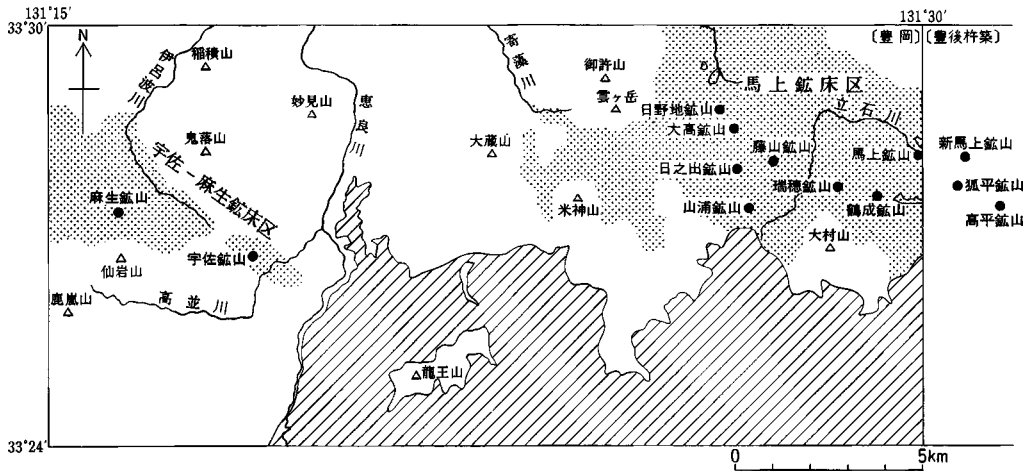 131°15′
131°30′
33°30′
〔豊岡〕
〔豊後杵築〕
N
稲積山
伊呂波川
寄藻川
御許山
馬上鉱床区
妙見山
恵良川
雲ヶ岳
日野地鉱山
立石川
大高鉱山
鬼落山
大蔵山
藤山鉱山
馬上鉱山
新馬上鉱山
宇佐－麻生鉱床区
日之出鉱山
瑞穂鉱山
狐平鉱山
麻生鉱山
米神山
山浦鉱山
鶴成鉱山
高平鉱山
大村山
仙岩山
宇佐鉱山
高並川
鹿嵐山
龍王山
33°24′
0
5km